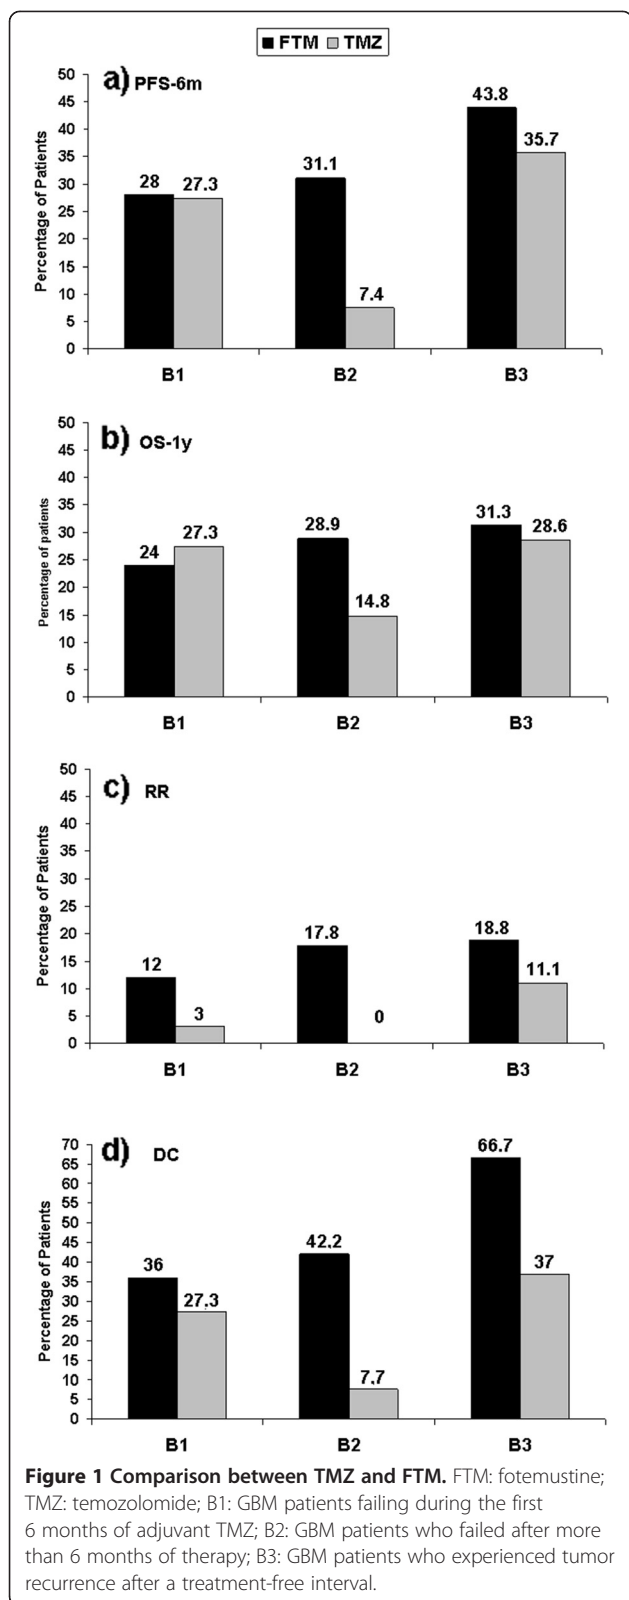 FTM TMZ
a) PFS-6m
Percentage of Patients
50
45
40
35
30
25
20
15
10
5
0
28
27.3
31.1
7.4
43.8
35.7
B1
B2
B3
b) OS-1y
Percentage of patients
50
45
40
35
30
25
20
15
10
5
0
24
27.3
28.9
14.8
31.3
28.6
B1
B2
B3
c) RR
Percentage of Patients
50
45
40
35
30
25
20
15
10
5
0
12
3
17.8
0
18.8
11.1
B1
B2
B3
d) DC
Percentage of Patients
70
65
60
55
50
45
40
35
30
25
20
15
10
5
0
36
27,3
42,2
7,7
66.7
37
B1
B2
B3
Figure 1 Comparison between TMZ and FTM. FTM: fotemustine;
TMZ: temozolomide; B1: GBM patients failing during the first
6 months of adjuvant TMZ; B2: GBM patients who failed after more
than 6 months of therapy; B3: GBM patients who experienced tumor
recurrence after a treatment-free interval.